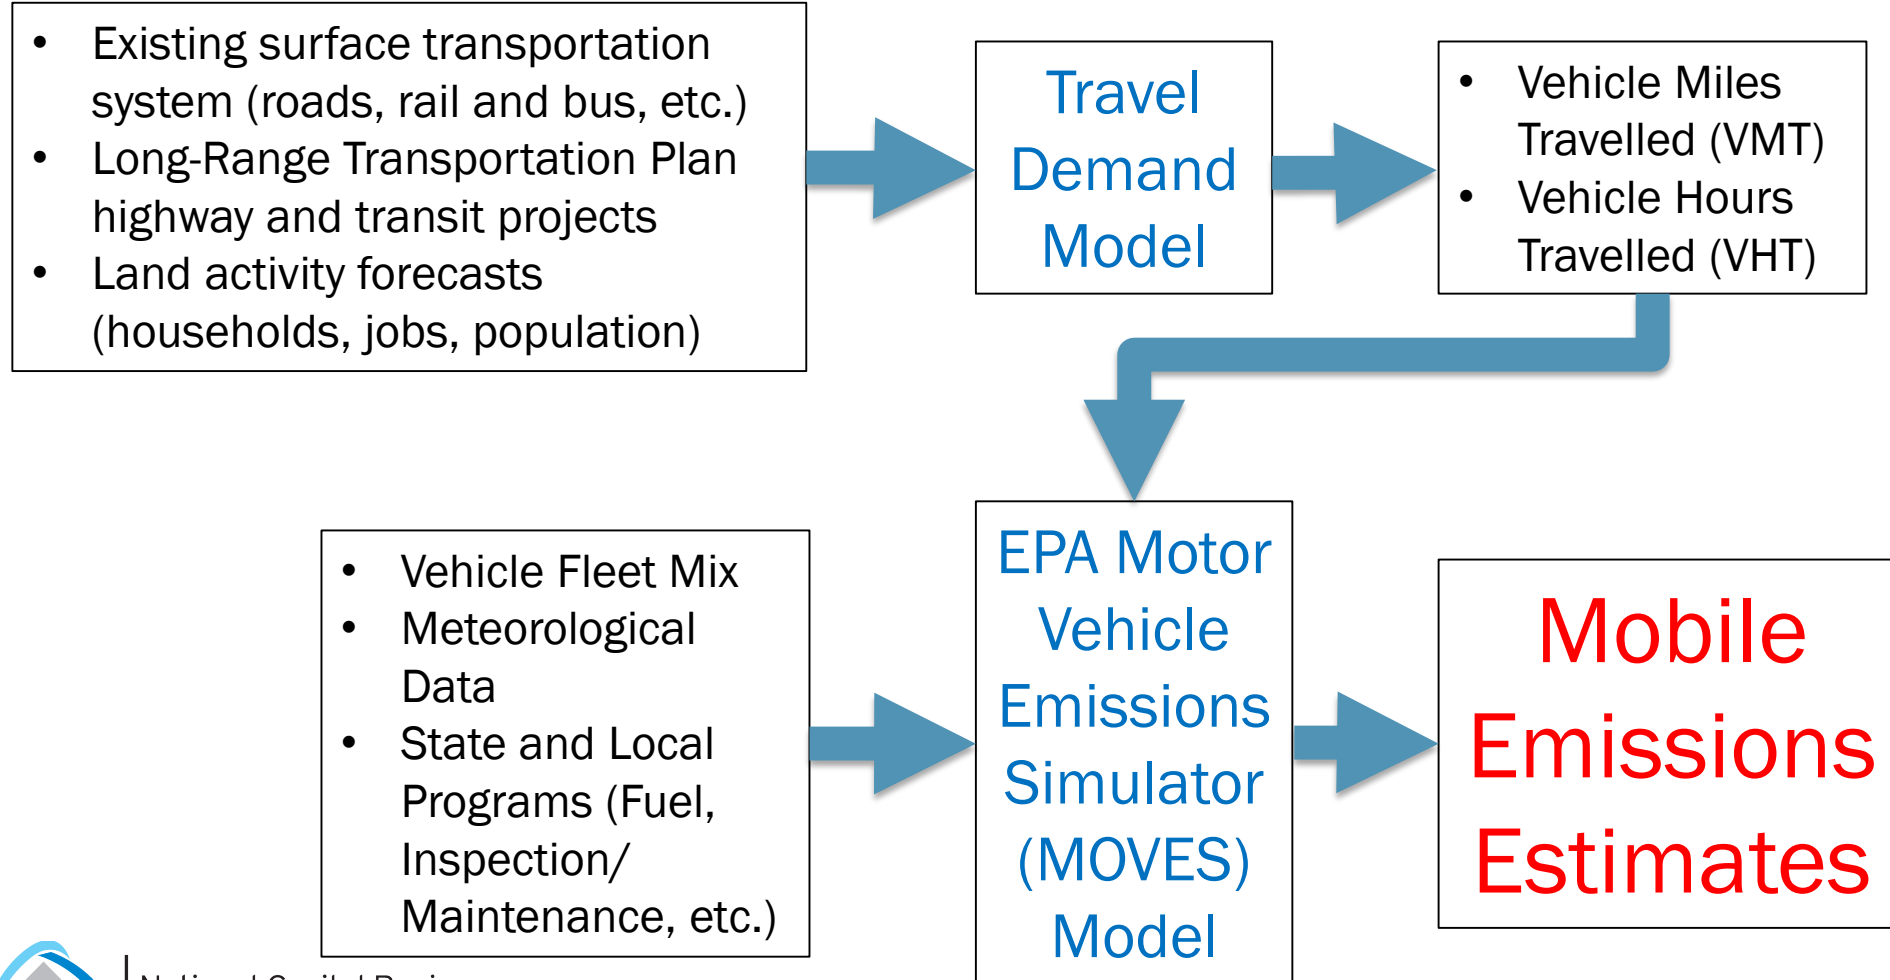 • Existing surface transportation
system (roads, rail and bus, etc.)
• Long-Range Transportation Plan
highway and transit projects
• Land activity forecasts
(households, jobs, population)
Travel
Demand
Model
• Vehicle Miles
Travelled (VMT)
• Vehicle Hours
Travelled (VHT)
• Vehicle Fleet Mix
• Meteorological
Data
• State and Local
Programs (Fuel,
Inspection/
Maintenance, etc.)
EPA Motor
Vehicle
Emissions
Simulator
(MOVES)
Model
Mobile
Emissions
Estimates
National Capital Region